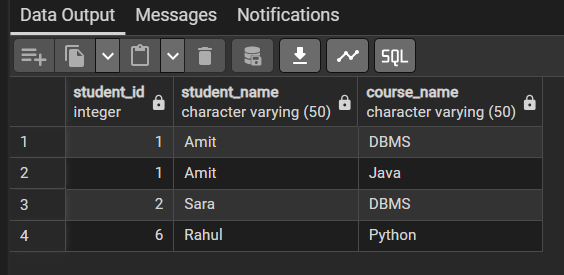 Data Output Messages Notifications
SQL
student_id student_name course_name
integer character varying (50) character varying (50)
1 1 Amit DBMS
2 1 Amit Java
3 2 Sara DBMS
4 6 Rahul Python